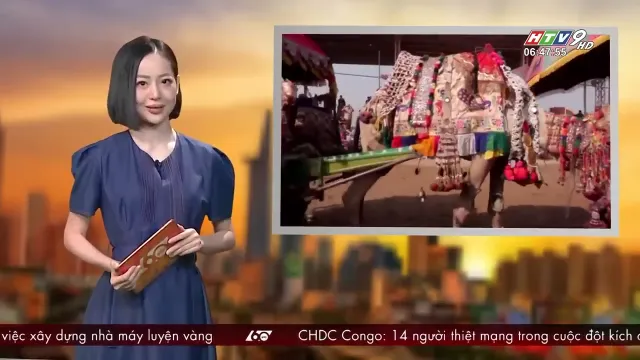 HTV9 HD
06:47:55
việc xây dựng nhà máy luyện vàng 60 CHDC Congo: 14 người thiệt mạng trong cuộc đột kích